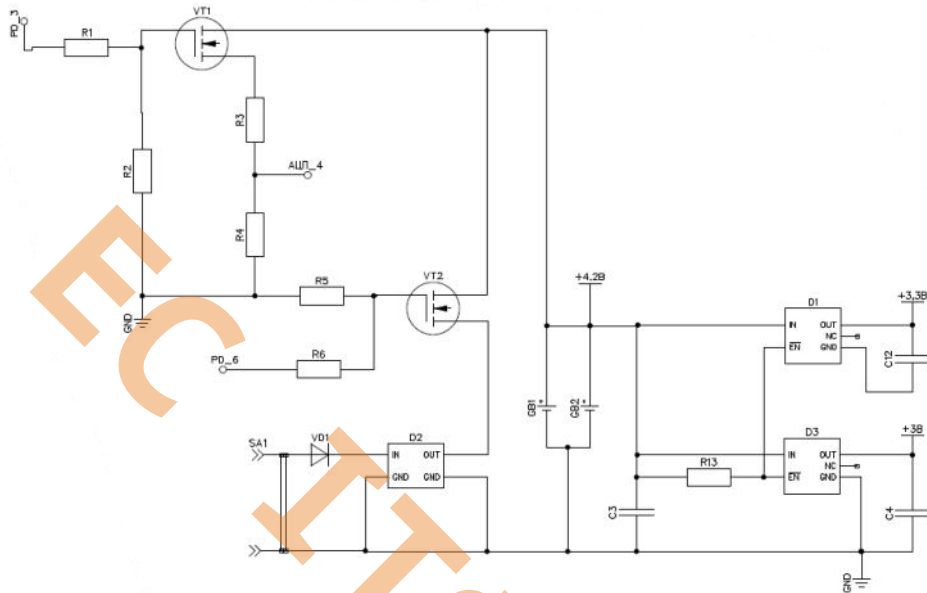 PD_3
R1
VT1
R3
R2
АЦП_4
R4
R5
VT2
GND
PD_6
R6
+4,2В
+3,3В
D1
IN OUT
NC
EN GND
C12
GB1 +
GB2 +
SA1
VD1
D2
IN OUT
GND GND
D3
+3В
IN OUT
NC
EN GND
R13
C3
C4
GND
EC